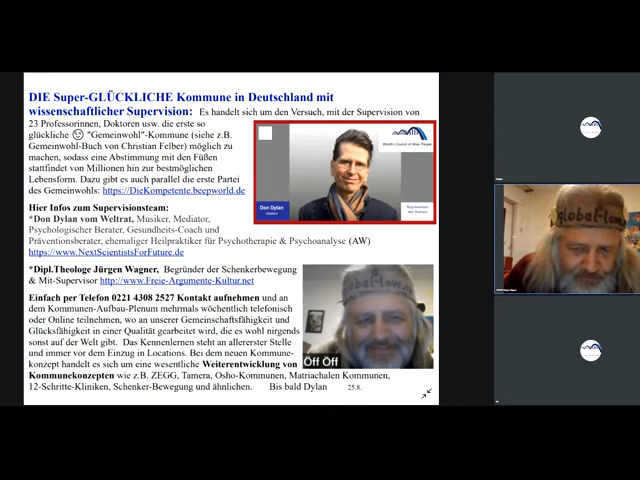 DIE Super-GLÜCKLICHE Kommune in Deutschland mit
wissenschaftlicher Supervision: Es handelt sich um den Versuch, mit der Supervision von
23 Professorinnen, Doktoren usw. die erste so
glückliche 😉 "Gemeinwohl"-Kommune (siehe z.B.
Gemeinwohl-Buch von Christian Felber) möglich zu
machen, sodass eine Abstimmung mit den Füßen
stattfindet von Millionen hin zur bestmöglichen
Lebensform. Dazu gibt es auch parallel die erste Partei
des Gemeinwohls: https://DieKompetente.beepworld.de
World's Council of Wise People
Don Dylan
Hier Infos zum Supervisionsteam:
*Don Dylan vom Weltrat, Musiker, Mediator,
Psychologischer Berater, Gesundheits-Coach und
Präventionsberater, ehemaliger Heilpraktiker für Psychotherapie & Psychoanalyse (AW)
https://www.NextScientistsForFuture.de
*Dipl.Theologe Jürgen Wagner, Begründer der Schenkerbewegung
& Mit-Supervisor http://www.Freie-Argumente-Kultur.net
Einfach per Telefon 0221 4308 2527 Kontakt aufnehmen und an
dem Kommunen-Aufbau-Plenum mehrmals wöchentlich telefonisch
oder Online teilnehmen, wo an unserer Gemeinschaftsfähigkeit und
Glücksfähigkeit in einer Qualität gearbeitet wird, die es wohl nirgends
sonst auf der Welt gibt. Das Kennenlernen steht an allererster Stelle
und immer vor dem Einzug in Locations. Bei dem neuen Kommune-
konzept handelt es sich um eine wesentliche Weiterentwicklung von
Kommunekonzepten wie z.B. ZEGG, Tamera, Osho-Kommunen, Matriachalen Kommunen,
12-Schritte-Kliniken, Schenker-Bewegung und ähnlichen. Bis bald Dylan 25.8.
Öff Öff
global-love